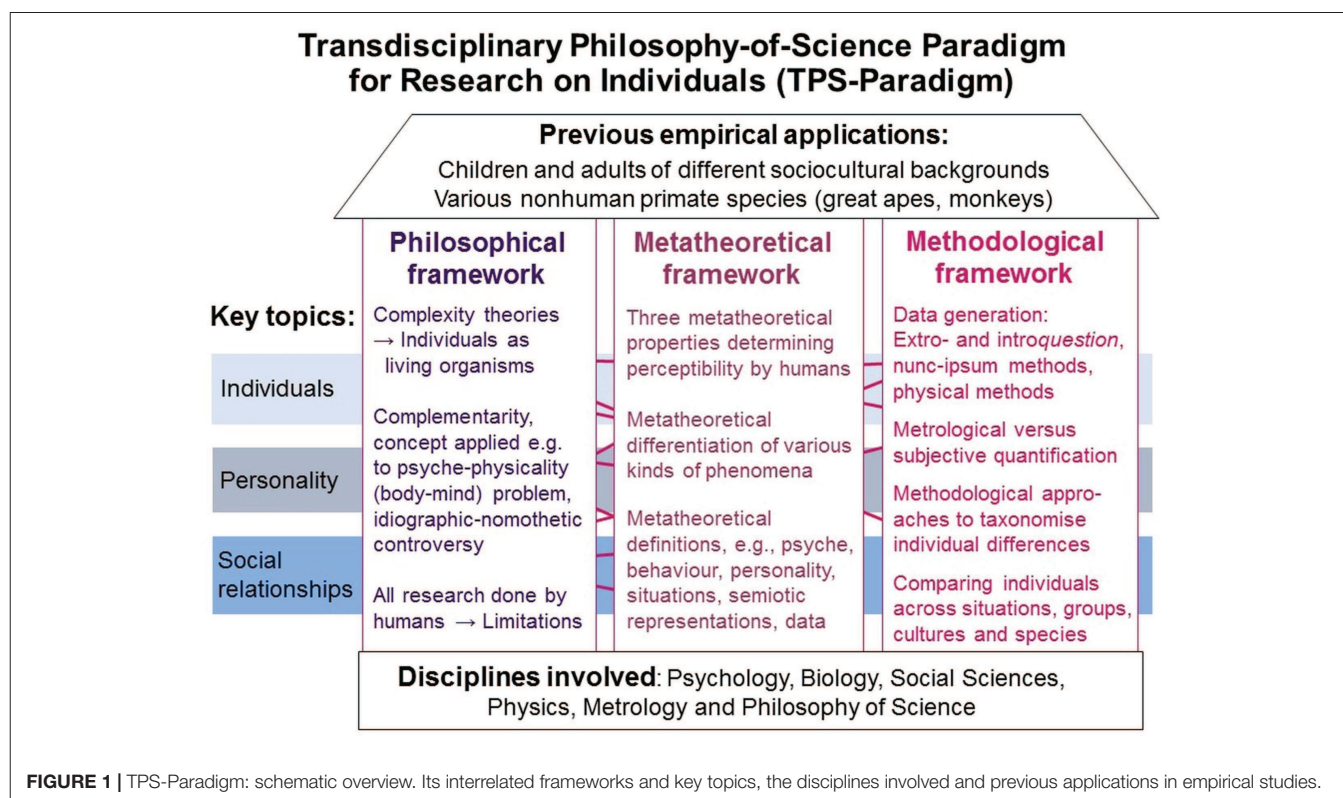 Transdisciplinary Philosophy-of-Science Paradigm
for Research on Individuals (TPS-Paradigm)
Previous empirical applications:
Children and adults of different sociocultural backgrounds
Various nonhuman primate species (great apes, monkeys)
Key topics:
Individuals
Personality
Social
relationships
Philosophical
framework
Complexity theories
→ Individuals as
living organisms
Complementarity,
concept applied e.g.
to psyche-physicality
(body-mind) problem,
idiographic-nomothetic
controversy
All research done by
humans → Limitations
Metatheoretical
framework
Three metatheoretical
properties determining
perceptibility by humans
Metatheoretical
differentiation of various
kinds of phenomena
Metatheoretical
definitions, e.g., psyche,
behaviour, personality,
situations, semiotic
representations, data
Methodological
framework
Data generation:
Extro- and introquestion,
nunc-ipsum methods,
physical methods
Metrological versus
subjective quantification
Methodological appro-
aches to taxonomise
individual differences
Comparing individuals
across situations, groups,
cultures and species
Disciplines involved: Psychology, Biology, Social Sciences,
Physics, Metrology and Philosophy of Science
FIGURE 1 | TPS-Paradigm: schematic overview. Its interrelated frameworks and key topics, the disciplines involved and previous applications in empirical studies.